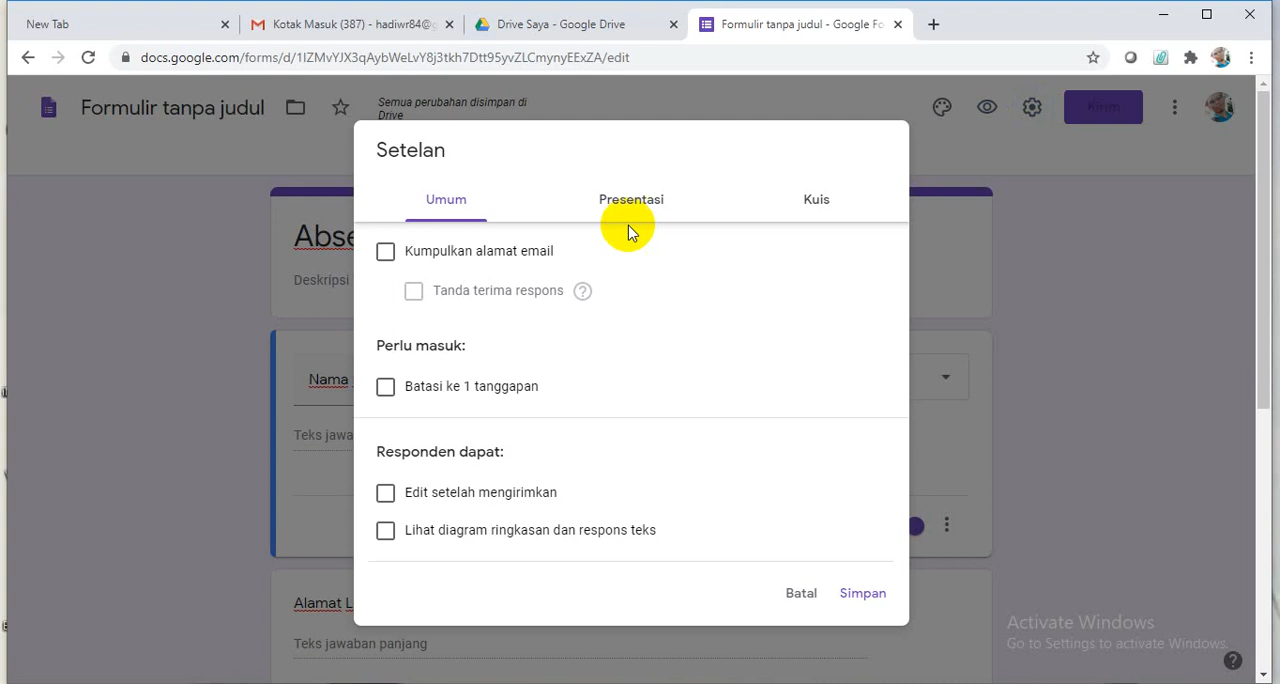 New Tab
Kotak Masuk (387) - hadiwr84@g
Drive Saya - Google Drive
Formulir tanpa judul - Google Fo
docs.google.com/forms/d/1IZMvYJX3qAybWeLvY8j3tkh7Dtt95yvZLCmynyEExZA/edit
Formulir tanpa judul
Semua perubahan disimpan di
Drive
Kirim
Setelan
Umum
Presentasi
Kuis
Abse
Deskripsi
Kumpulkan alamat email
Tanda terima respons
Perlu masuk:
Nama
Batasi ke 1 tanggapan
Teks jawa
Responden dapat:
Edit setelah mengirimkan
Lihat diagram ringkasan dan respons teks
Batal
Simpan
Alamat L
Teks jawaban panjang
Activate Windows
Go to Settings to activate Windows.